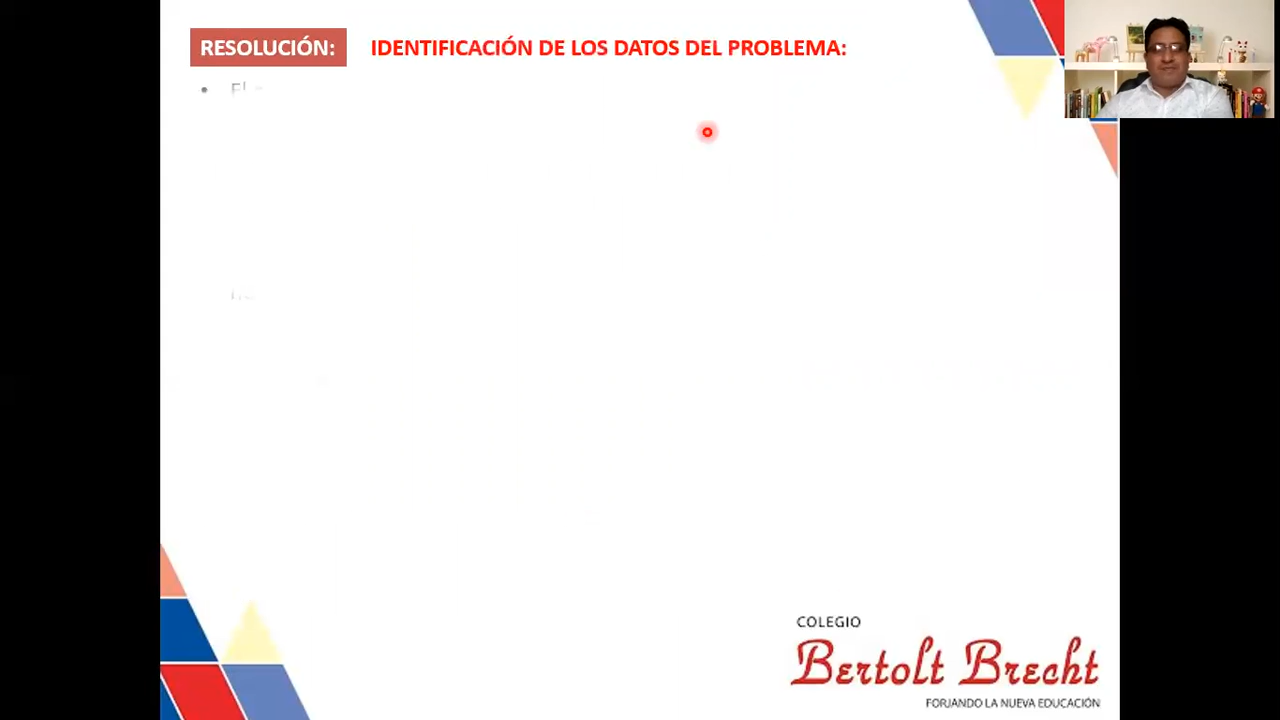 RESOLUCIÓN: IDENTIFICACIÓN DE LOS DATOS DEL PROBLEMA:
COLEGIO
Bertolt Brecht
FORJANDO LA NUEVA EDUCACIÓN